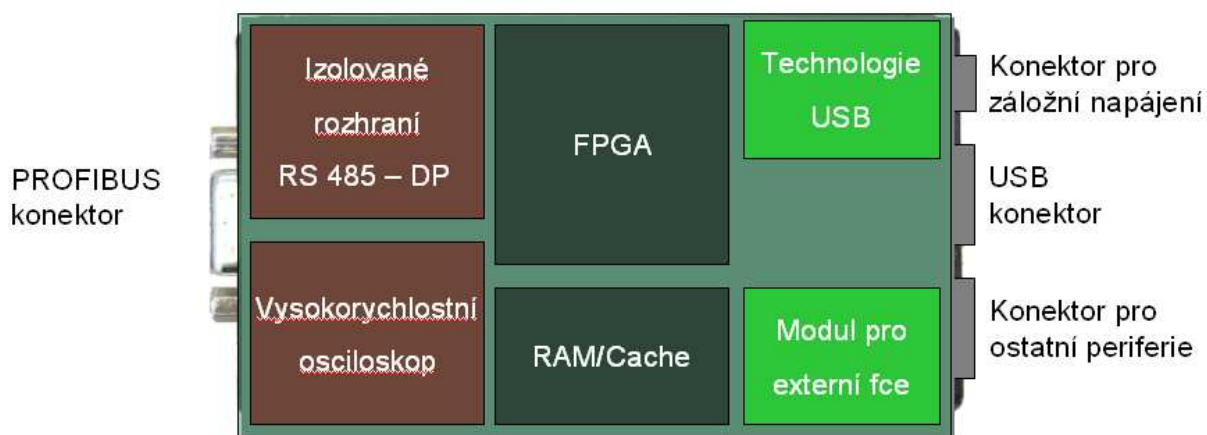 PROFIBUS
konektor
Izolované
rozhraní
RS 485 – DP
Vysokorychlostní
osciloskop
FPGA
RAM/Cache
Technologie
USB
Modul pro
externí fce
Konektor pro
záložní napájení
USB
konektor
Konektor pro
ostatní periferie